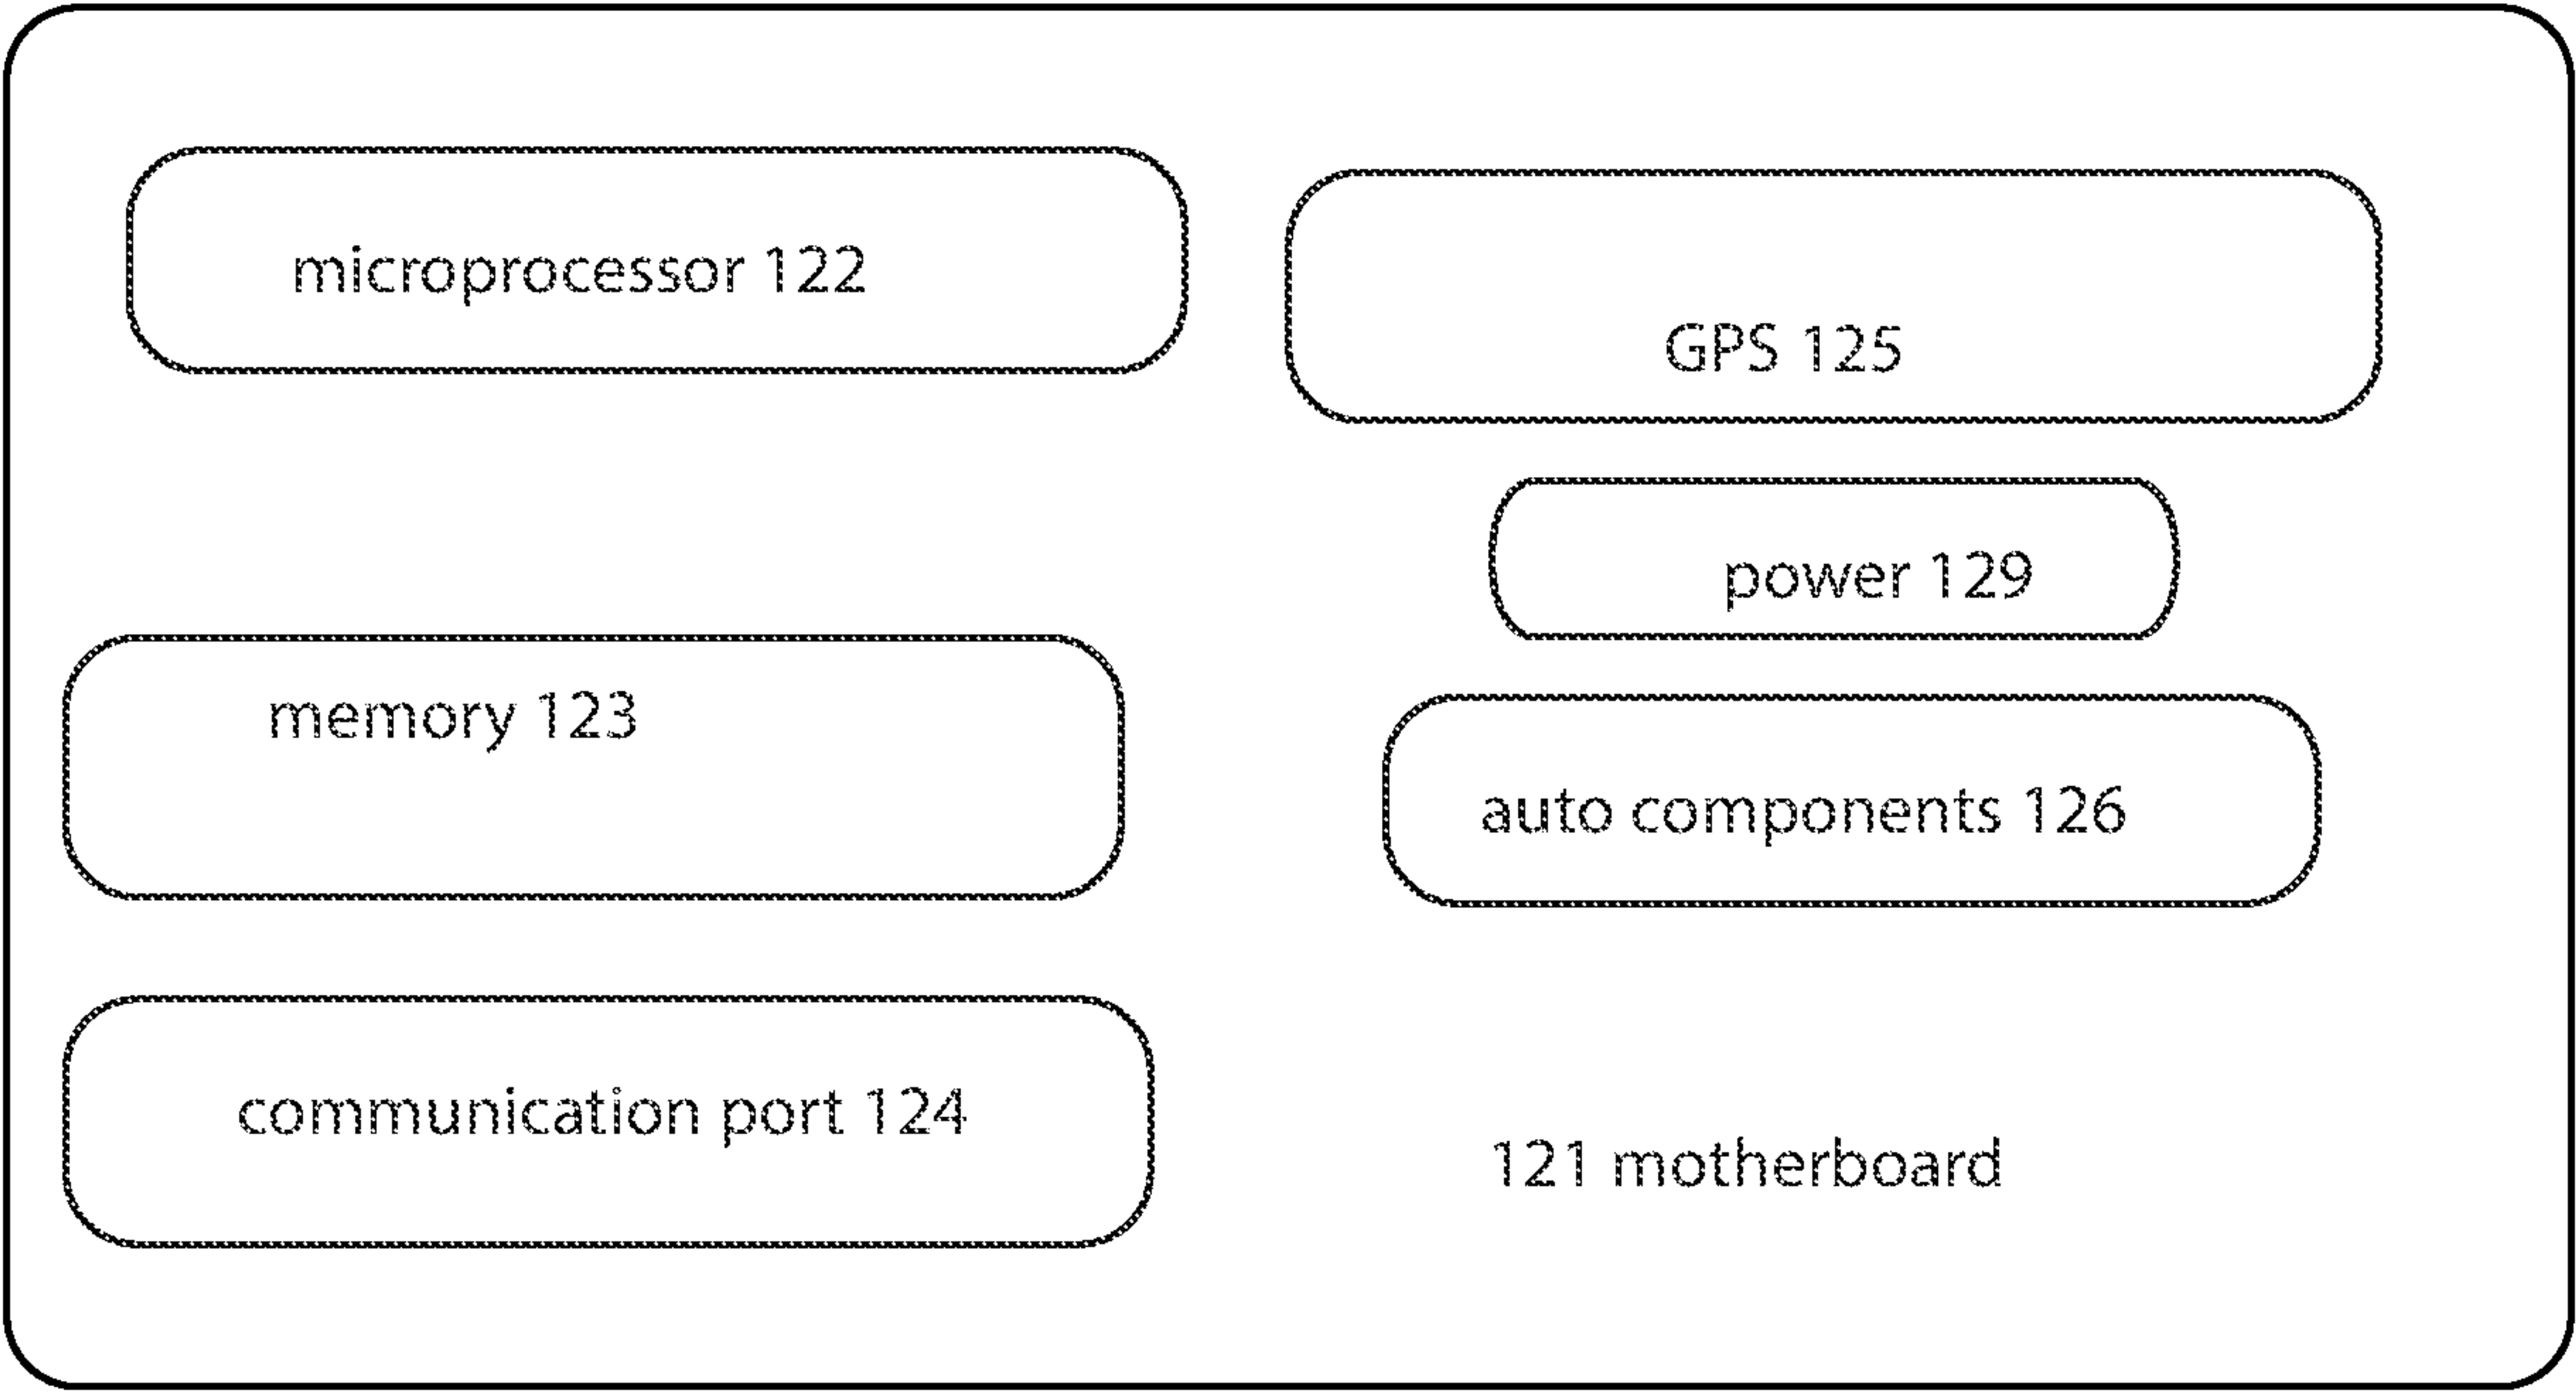 microprocessor 122
GPS 125
power 129
memory 123
auto components 126
communication port 124
121 motherboard